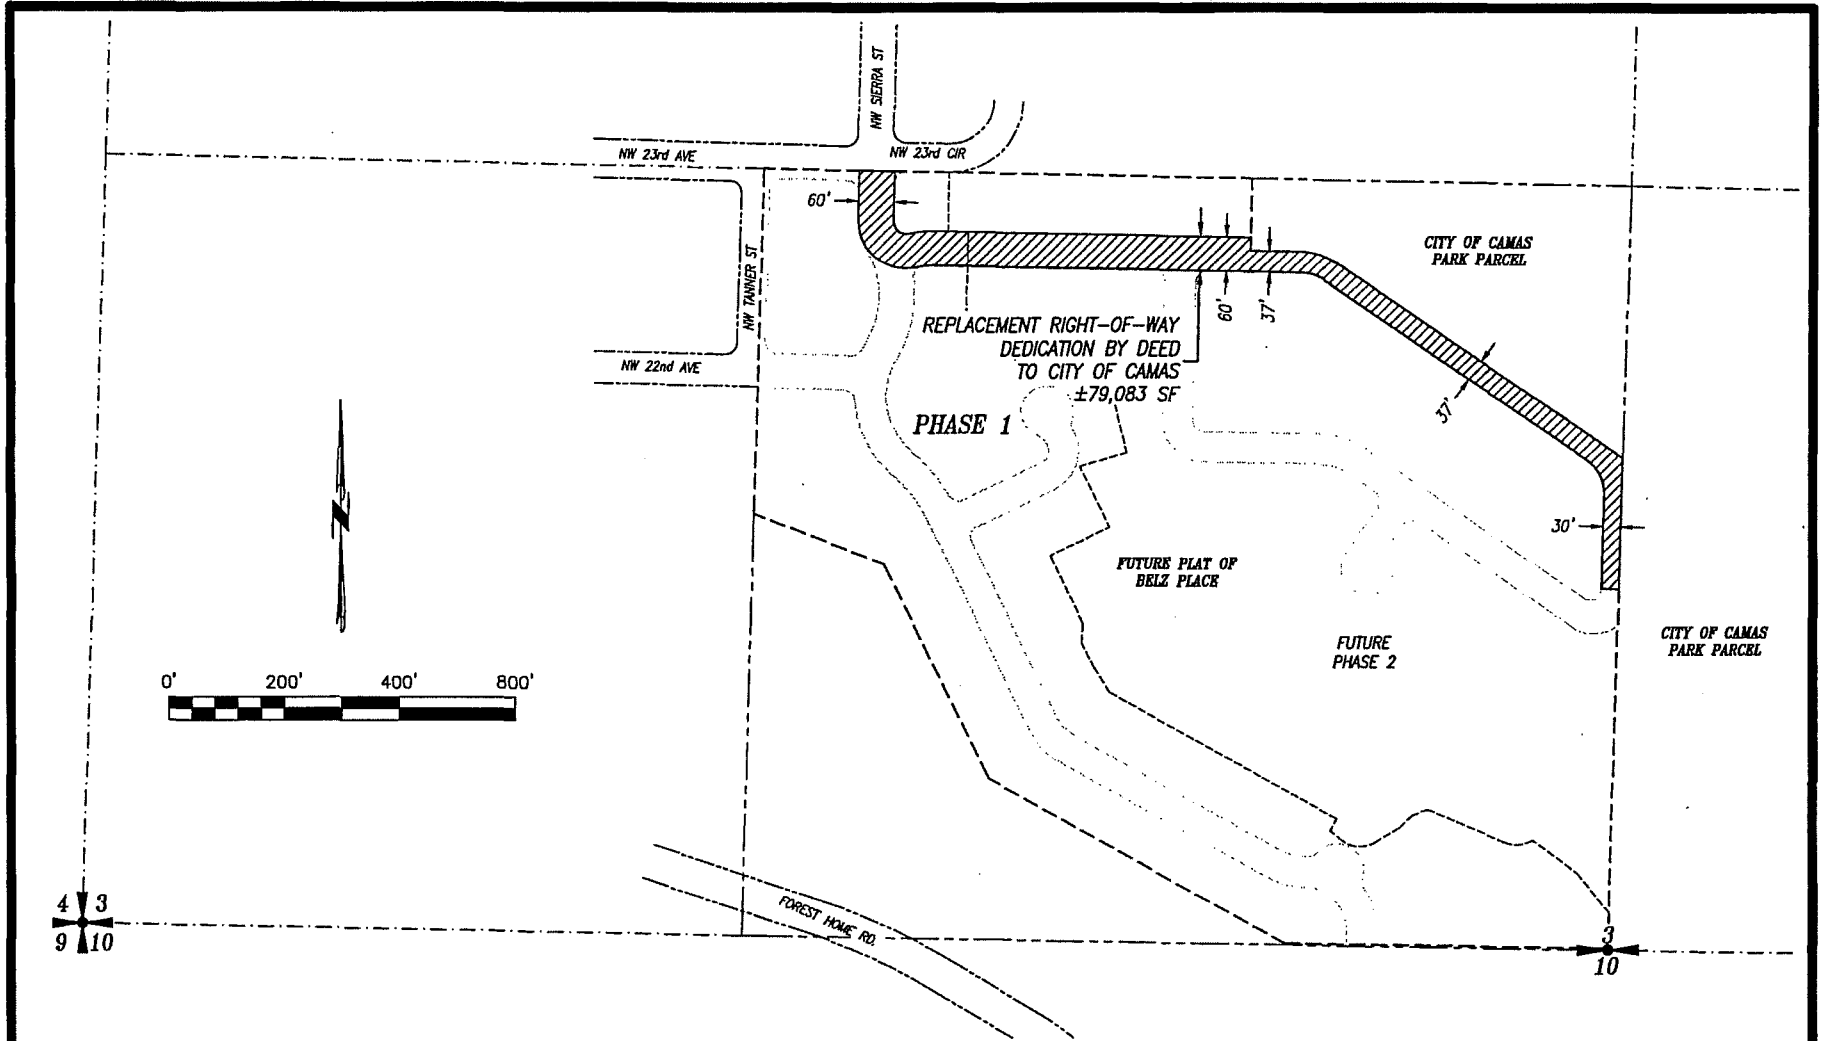 NW SIERRA ST
NW 23rd AVE
NW 23rd CIR
60'
NW TANNER ST
CITY OF CAMAS
PARK PARCEL
60'
37'
REPLACEMENT RIGHT-OF-WAY
DEDICATION BY DEED
TO CITY OF CAMAS
±79,083 SF
NW 22nd AVE
37'
PHASE 1
N
30'
FUTURE PLAT OF
BELZ PLACE
FUTURE
PHASE 2
CITY OF CAMAS
PARK PARCEL
0' 200' 400' 800'
FOREST HOME RD.
4 3
9 10
3
10